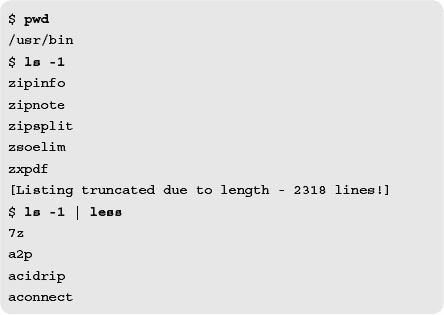 $ pwd
/usr/bin
$ ls -1
zipinfo
zipnote
zipsplit
zsoelim
zxpdf
[Listing truncated due to length - 2318 lines!]
$ ls -1 | less
7z
a2p
acidrip
aconnect